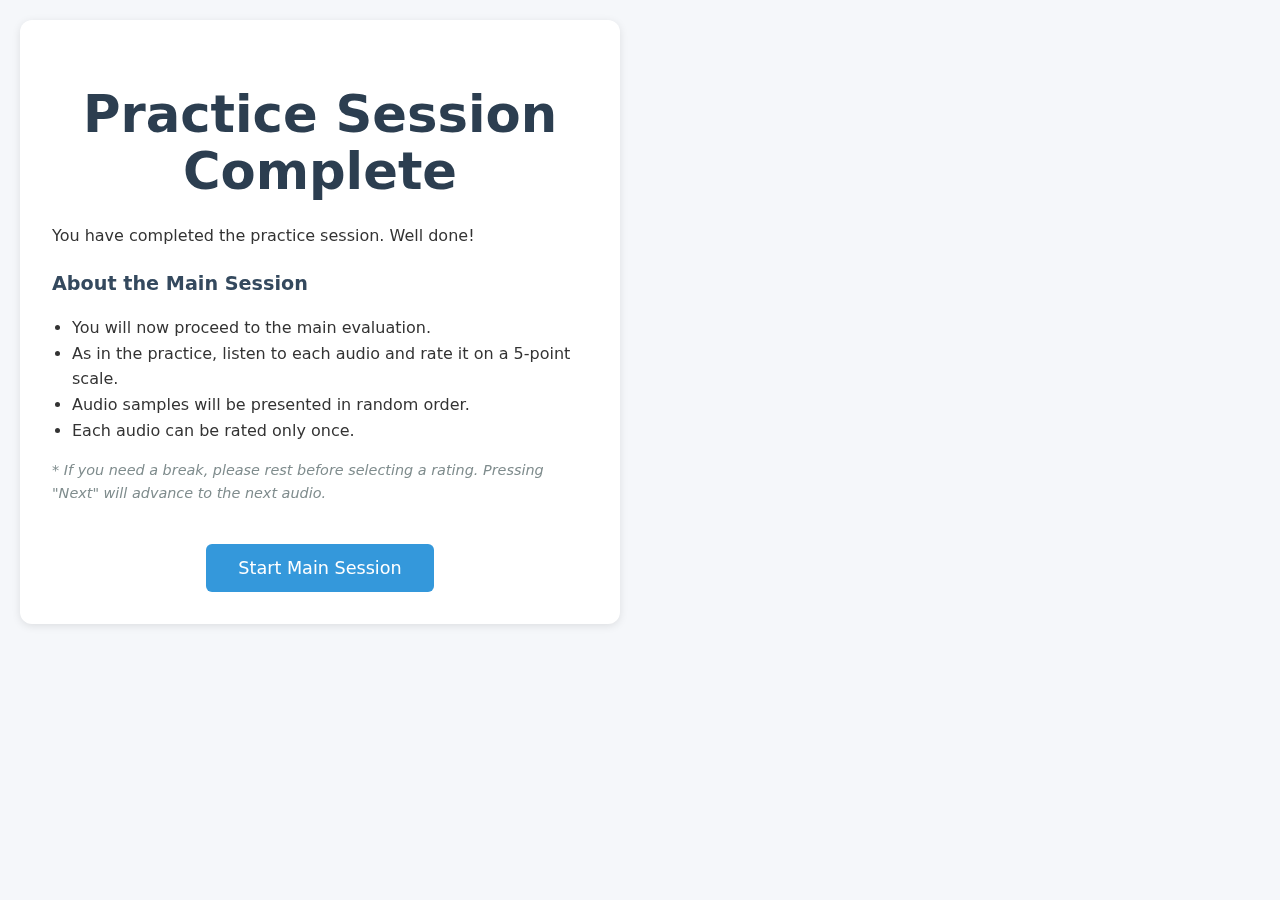 Practice Session
Complete
You have completed the practice session. Well done!
About the Main Session
• You will now proceed to the main evaluation.
• As in the practice, listen to each audio and rate it on a 5-point
scale.
• Audio samples will be presented in random order.
• Each audio can be rated only once.
* If you need a break, please rest before selecting a rating. Pressing
"Next" will advance to the next audio.
Start Main Session